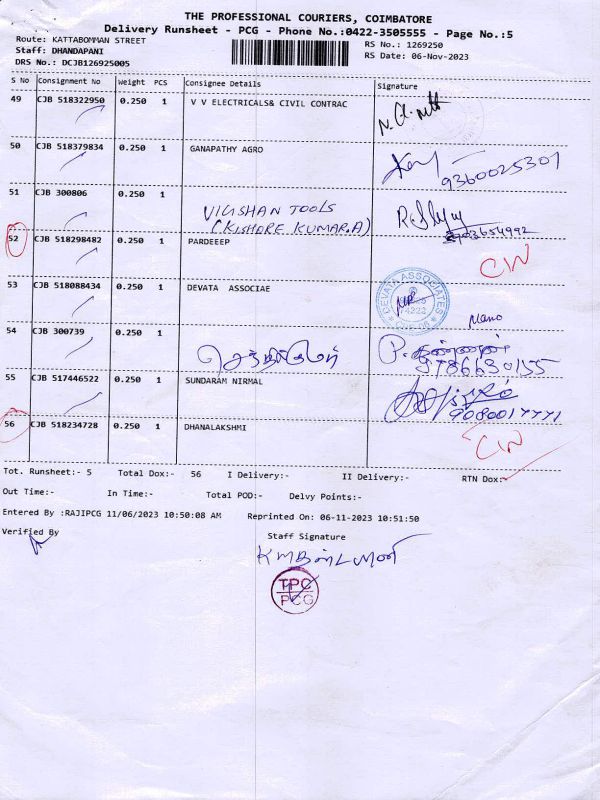 THE PROFESSIONAL COURIERS, COIMBATORE
Delivery Runsheet - PCG - Phone No.:0422-3505555 - Page No.:5
Route: KATTABOMMAN STREET
Staff: DHANDAPANI
DRS No.: DCJB126925005
RS No.: 1269250
RS Date: 06-Nov-2023
S No Consignment No Weight PCS Consignee Details Signature
49 CJB 518322950 0.250 1 V V ELECTRICALS& CIVIL CONTRAC
50 CJB 518379834 0.250 1 GANAPATHY AGRO
9360025301
51 CJB 300806 0.250 1
VIGISHAN TOOLS
(KISHORE KUMAR.A)
52 CJB 518298482 0.250 1 PARDEEEP
CW
53 CJB 518088434 0.250 1 DEVATA ASSOCIAE
DEVATA ASSOCIATES
Mano
54 CJB 300739 0.250 1
9786630155
55 CJB 517446522 0.250 1 SUNDARAM NIRMAL
9080017771
56 CJB 518234728 0.250 1 DHANALAKSHMI
CW
Tot. Runsheet:- 5 Total Dox:- 56 I Delivery:- II Delivery:- RTN Dox:-
Out Time:- In Time:- Total POD:- Delvy Points:-
Entered By :RAJIPCG 11/06/2023 10:50:08 AM Reprinted On: 06-11-2023 10:51:50
Verified By
Staff Signature
TPC
PCG